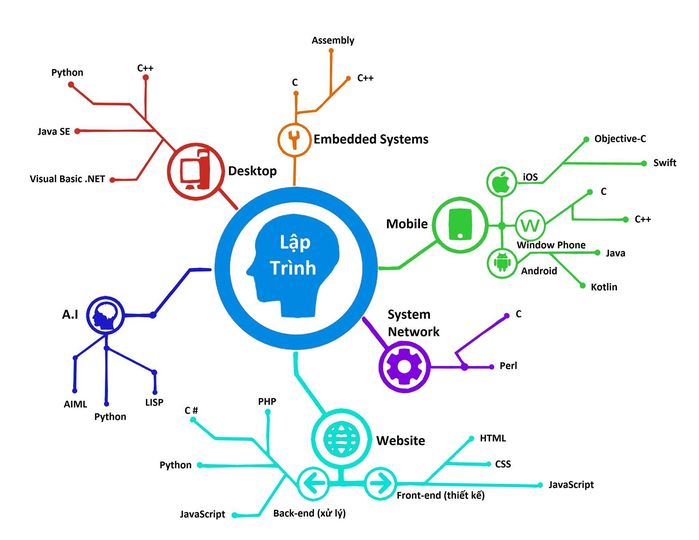 Assembly
Python
C++
C
C++
Java SE
Embedded Systems
Visual Basic .NET
Desktop
Objective-C
iOS
Swift
Mobile
W
C
C++
Window Phone
Java
Android
Kotlin
Lập
Trình
A.I
AIML
Python
LISP
System
Network
C
Perl
Website
C #
PHP
Python
JavaScript
Back-end (xử lý)
HTML
CSS
JavaScript
Front-end (thiết kế)